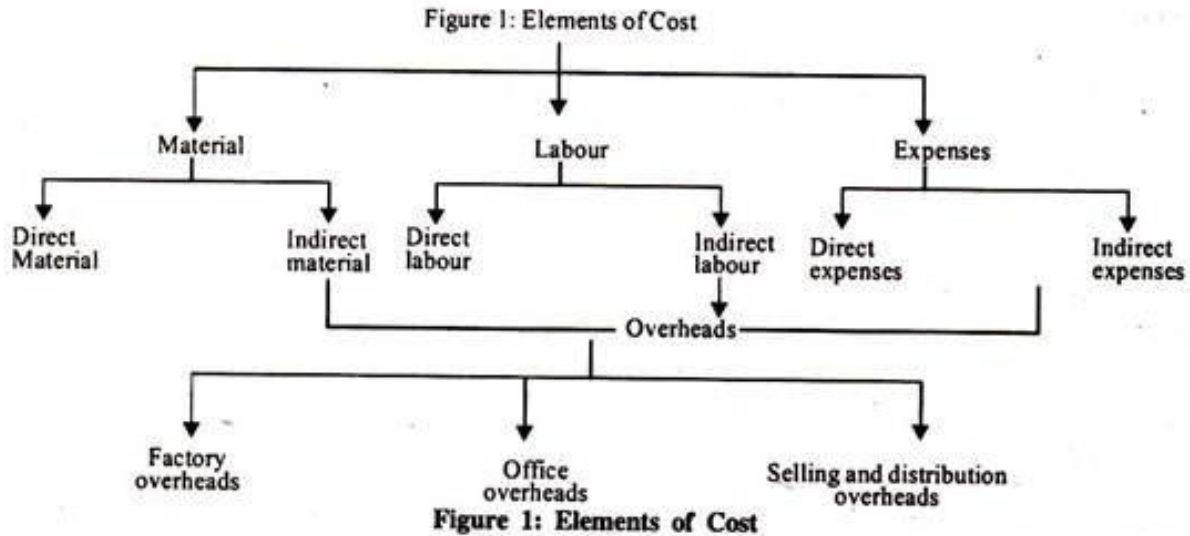 Figure 1: Elements of Cost
Material
Labour
Expenses
Direct
Material
Indirect
material
Direct
labour
Indirect
labour
Direct
expenses
Indirect
expenses
Overheads
Factory
overheads
Office
overheads
Selling and distribution
overheads
Figure 1: Elements of Cost